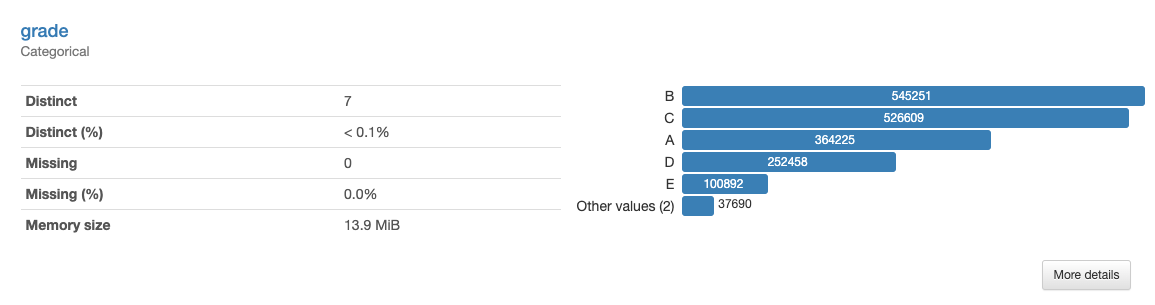 grade
Categorical
Distinct 7
Distinct (%) < 0.1%
Missing 0
Missing (%) 0.0%
Memory size 13.9 MiB
B 545251
C 526609
A 364225
D 252458
E 100892
Other values (2) 37690
More details